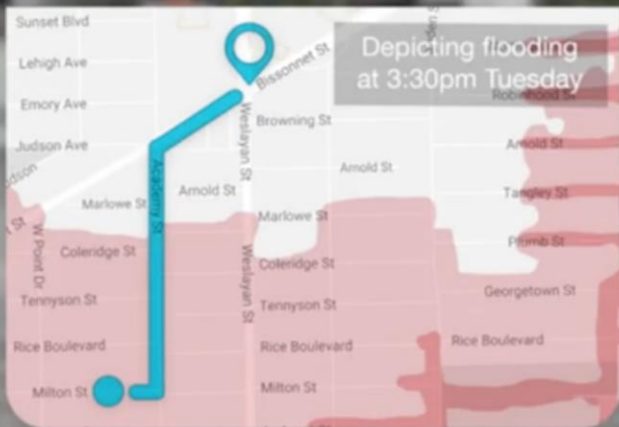 Sunset Blvd
Depicting flooding
at 3:30pm Tuesday
Lehigh Ave
Bissonnet St
Emory Ave
Robinhood St
Browning St
Judson Ave
Arnold St
Wesleyan St
Arnold St
Academy St
Arnold St
Tangley St
Marlowe St
Marlowe St
W Point Dr
Plumb St
Coleridge St
Coleridge St
Weslayan St
Georgetown St
Tennyson St
Tennyson St
Rice Boulevard
Rice Boulevard
Rice Boulevard
Milton St
Milton St